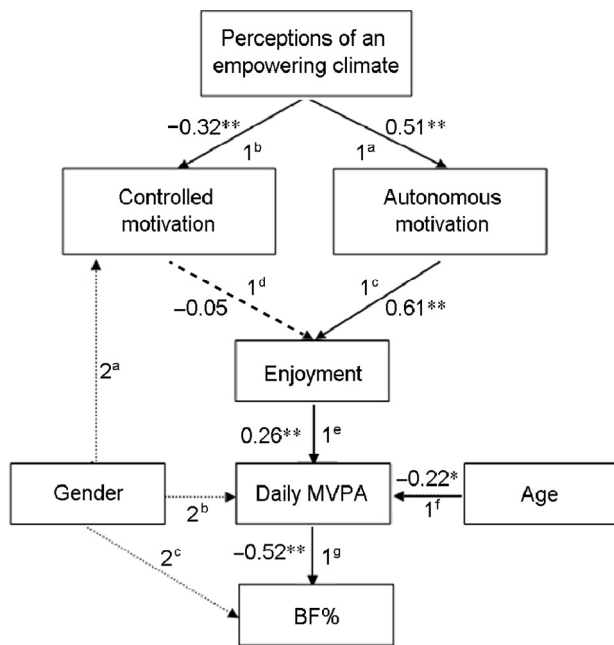 Perceptions of an
empowering climate
−0.32**
0.51**
1ᵇ
1ᵃ
Controlled
motivation
Autonomous
motivation
1ᵈ
1ᶜ
−0.05
0.61**
2ᵃ
Enjoyment
0.26**
1ᵉ
Gender
2ᵇ
Daily MVPA
−0.22*
1ᶠ
Age
2ᶜ
−0.52**
1ᵍ
BF%